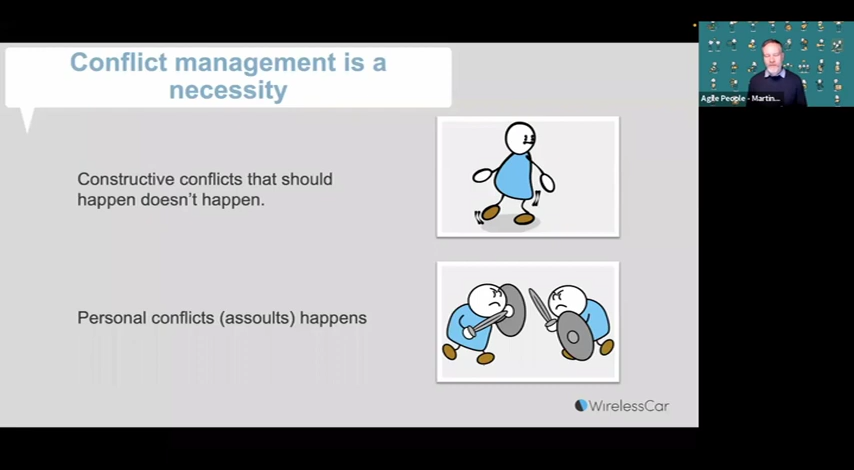 Conflict management is a
necessity
Constructive conflicts that should
happen doesn't happen.
Personal conflicts (assoults) happens
WirelessCar
Agile People - Martin...